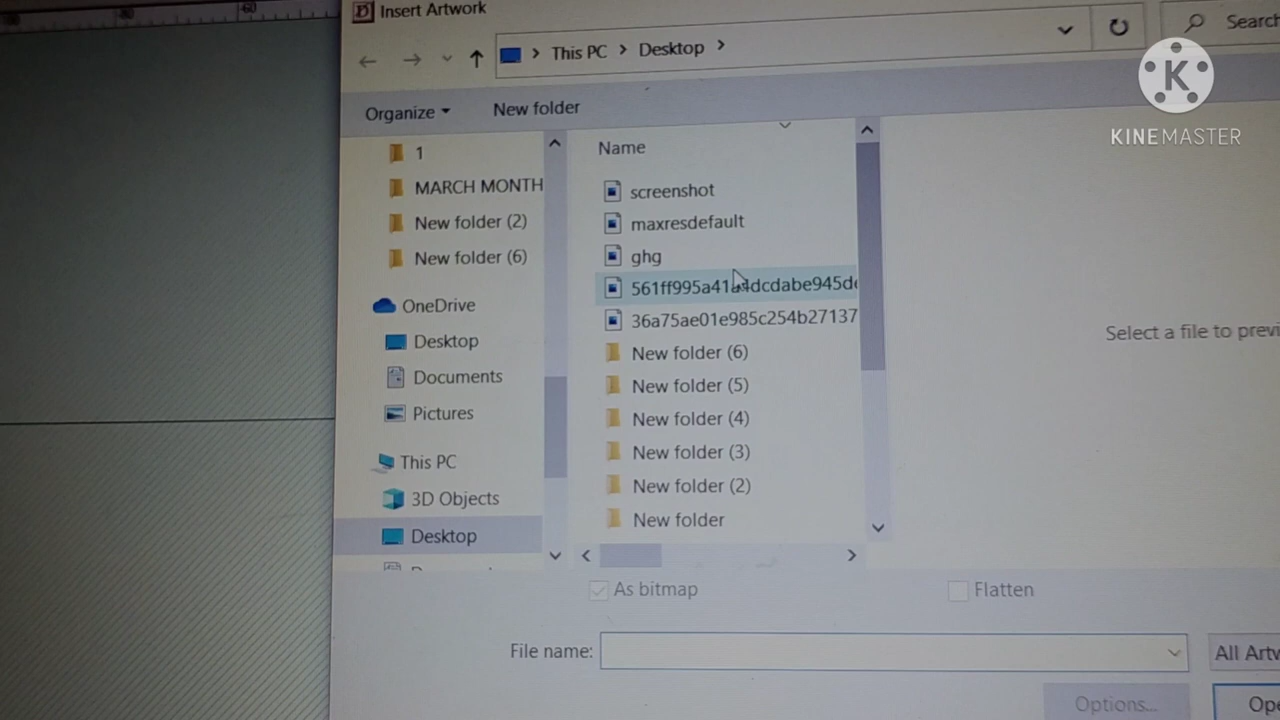 60
Insert Artwork
This PC
Desktop
Search
KINEMASTER
Organize
New folder
1
MARCH MONTH
New folder (2)
New folder (6)
OneDrive
Desktop
Documents
Pictures
This PC
3D Objects
Desktop
Name
screenshot
maxresdefault
ghg
36a75ae01e985c254b27137
New folder (6)
New folder (5)
New folder (4)
New folder (3)
New folder (2)
New folder
Select a file to previ
As bitmap
Flatten
File name:
All Artw
Options...
Ope